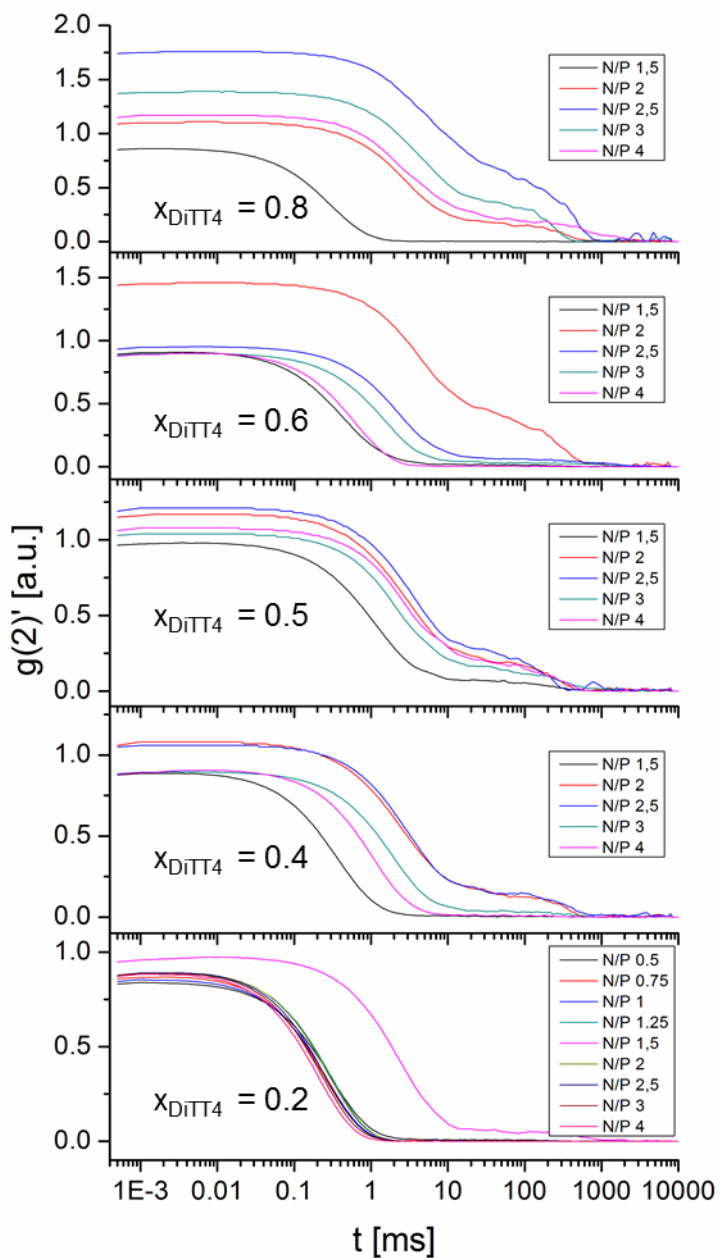 2.0
1.5
1.0
0.5
0.0
x_DiTT4 = 0.8
N/P 1,5
N/P 2
N/P 2,5
N/P 3
N/P 4
1.5
1.0
0.5
0.0
x_DiTT4 = 0.6
N/P 1,5
N/P 2
N/P 2,5
N/P 3
N/P 4
g(2)' [a.u.]
1.0
0.5
0.0
x_DiTT4 = 0.5
N/P 1,5
N/P 2
N/P 2,5
N/P 3
N/P 4
1.0
0.5
0.0
x_DiTT4 = 0.4
N/P 1,5
N/P 2
N/P 2,5
N/P 3
N/P 4
1.0
0.5
0.0
x_DiTT4 = 0.2
N/P 0.5
N/P 0.75
N/P 1
N/P 1.25
N/P 1,5
N/P 2
N/P 2,5
N/P 3
N/P 4
1E-3 0.01 0.1 1 10 100 1000 10000
t [ms]